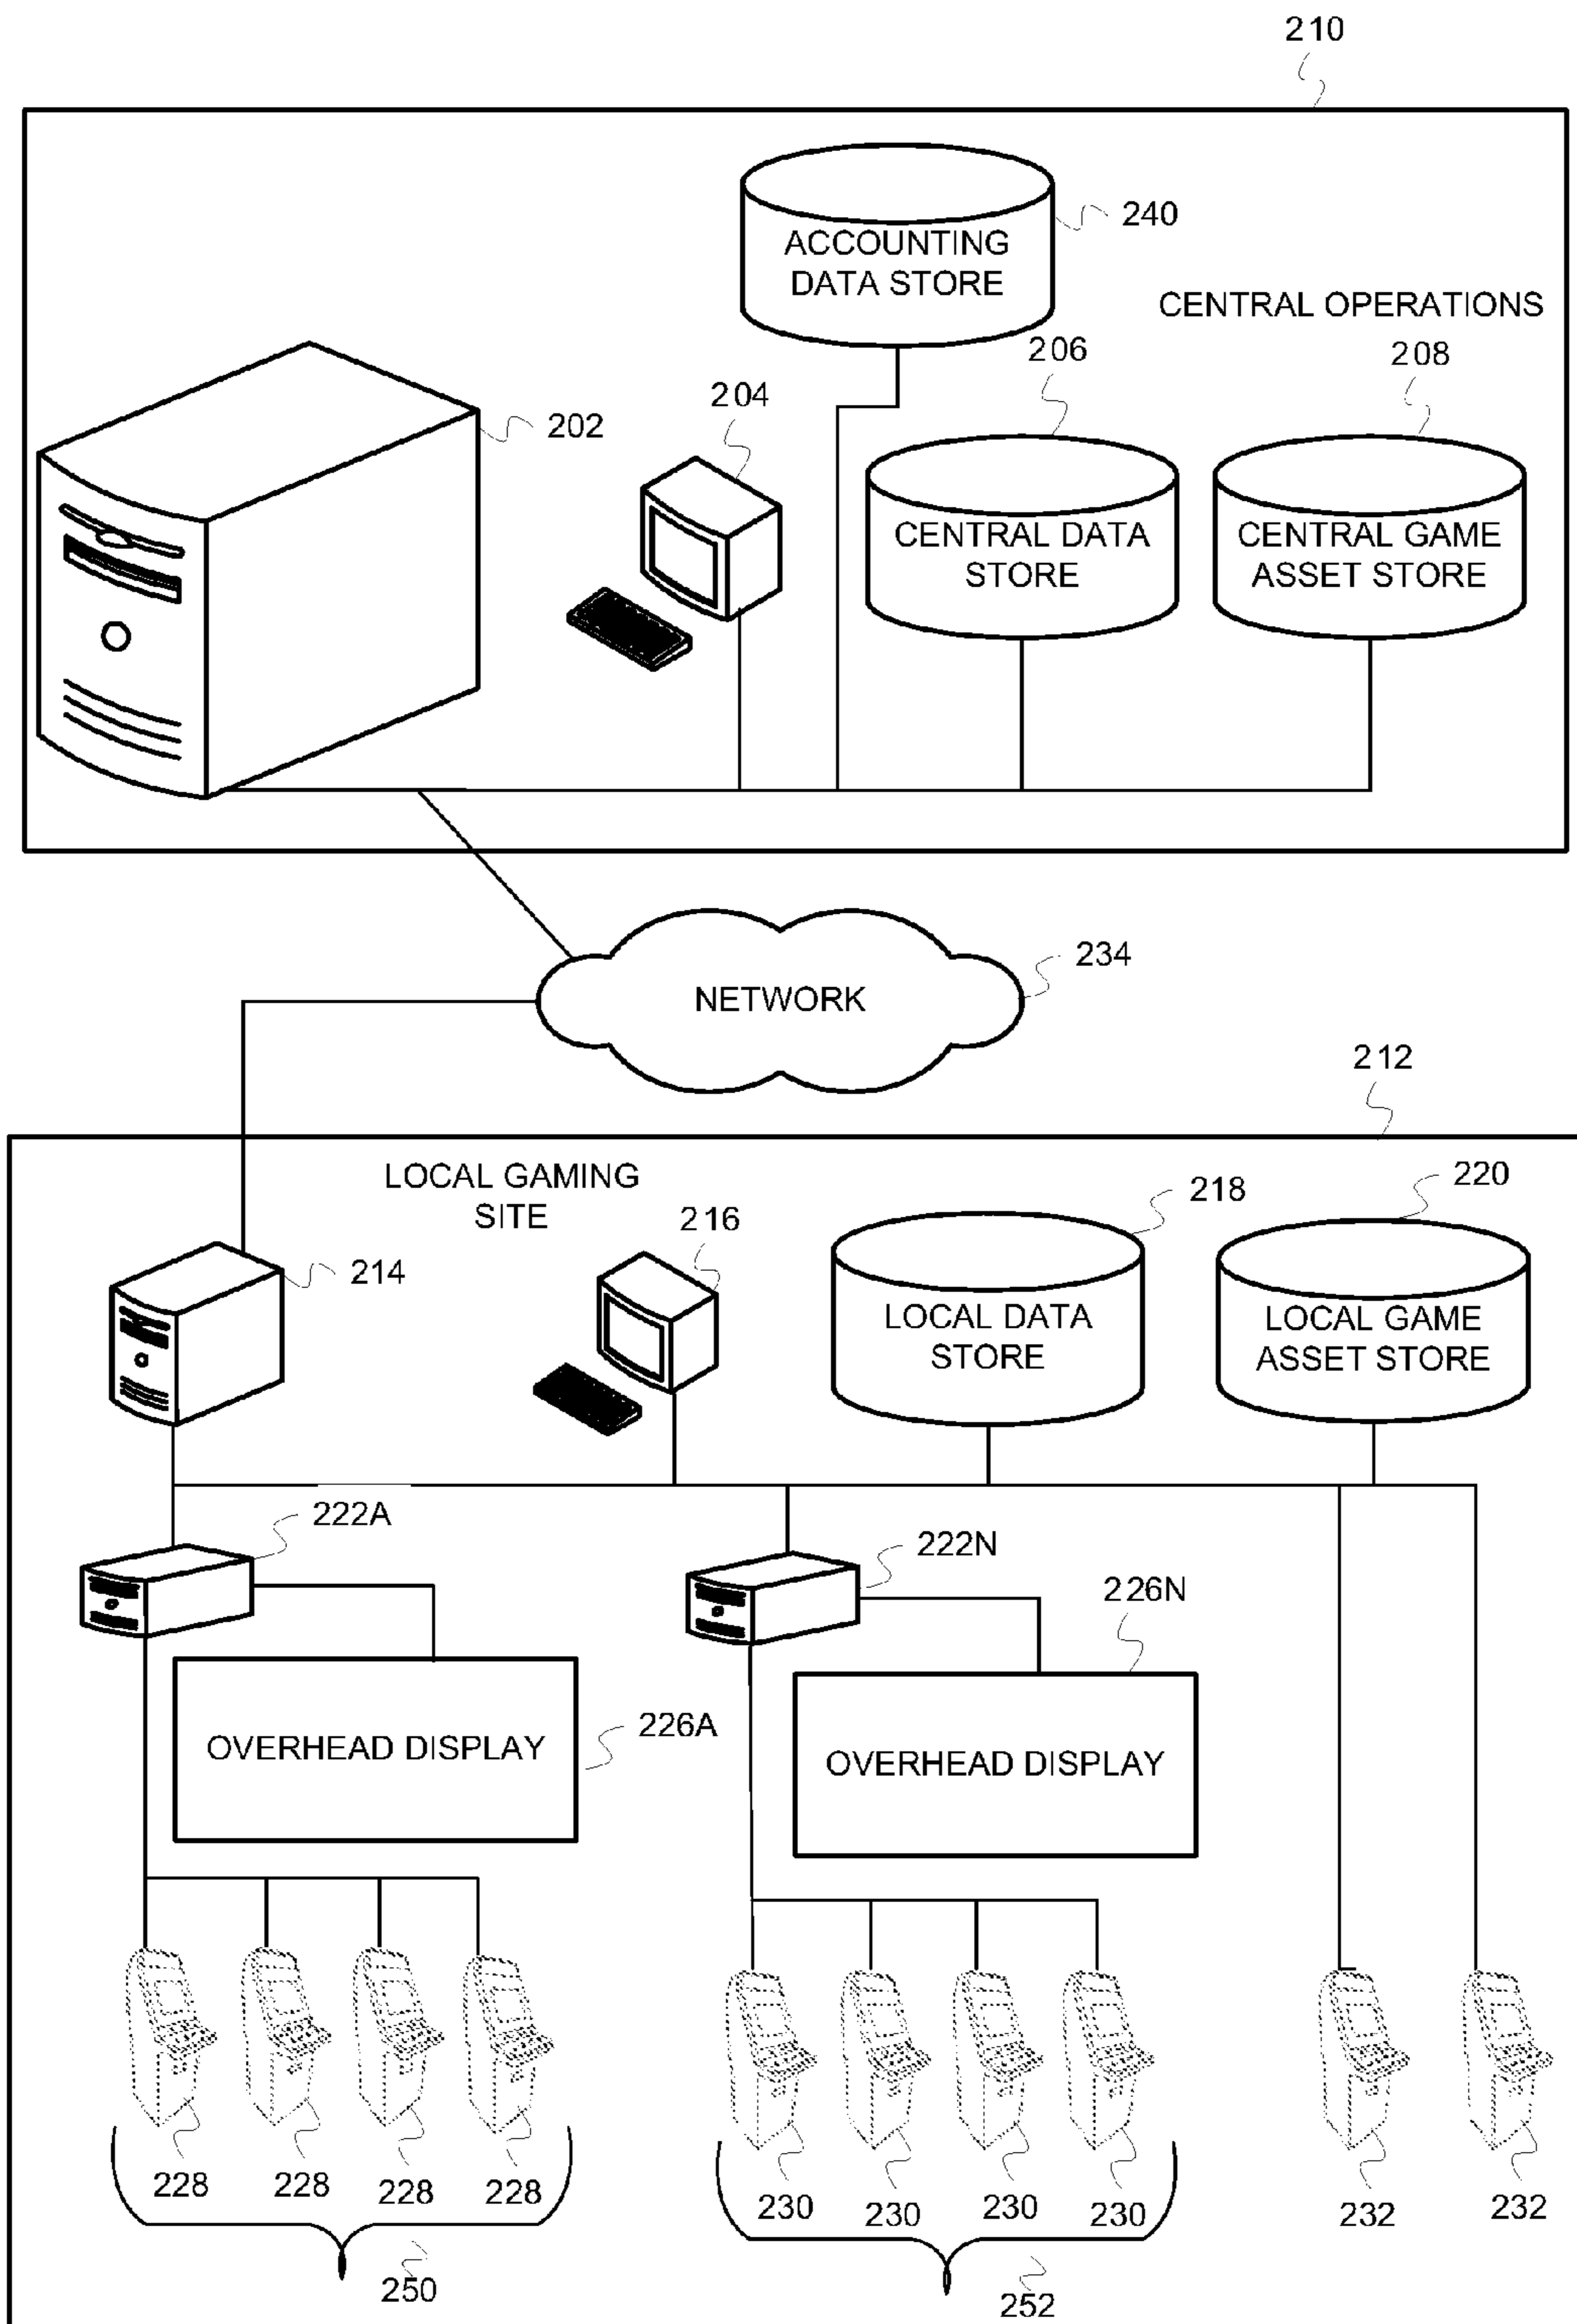 210
240
ACCOUNTING
DATA STORE
CENTRAL OPERATIONS
206
208
204
202
CENTRAL DATA
STORE
CENTRAL GAME
ASSET STORE
234
NETWORK
212
LOCAL GAMING
SITE
216
218
220
214
LOCAL DATA
STORE
LOCAL GAME
ASSET STORE
222A
222N
226N
226A
OVERHEAD DISPLAY
OVERHEAD DISPLAY
228
228
228
228
230
230
230
230
232
232
250
252